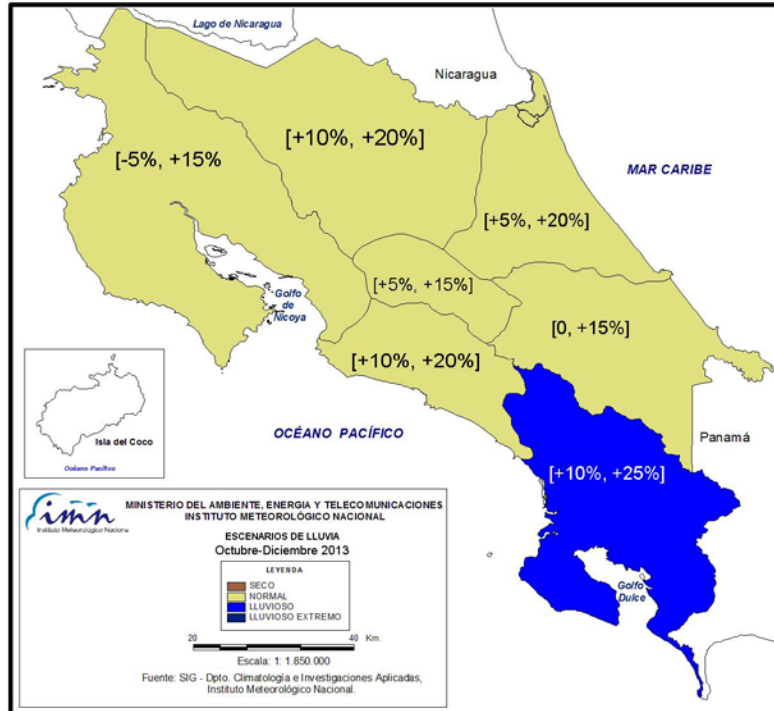 Lago de Nicaragua
Nicaragua
[+10%, +20%]
[-5%, +15%
MAR CARIBE
[+5%, +20%]
[+5%, +15%]
Golfo
de
Nicoya
[0, +15%]
[+10%, +20%]
Isla del Coco
Océano Pacífico
OCÉANO PACÍFICO
Panamá
[+10%, +25%]
Golfo
Dulce
imn
Instituto Meteorológico Nacional
MINISTERIO DEL AMBIENTE, ENERGIA Y TELECOMUNICACIONES
INSTITUTO METEOROLÓGICO NACIONAL
ESCENARIOS DE LLUVIA
Octubre-Diciembre 2013
LEYENDA
SECO
NORMAL
LLUVIOSO
LLUVIOSO EXTREMO
20 0 40 Km.
Escala: 1: 1.850.000
Fuente: SIG - Dpto. Climatología e Investigaciones Aplicadas,
Instituto Meteorológico Nacional.